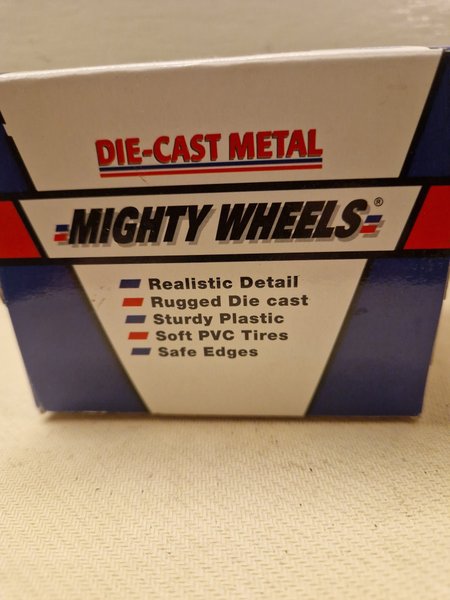 DIE-CAST METAL
MIGHTY WHEELS®
Realistic Detail
Rugged Die cast
Sturdy Plastic
Soft PVC Tires
Safe Edges